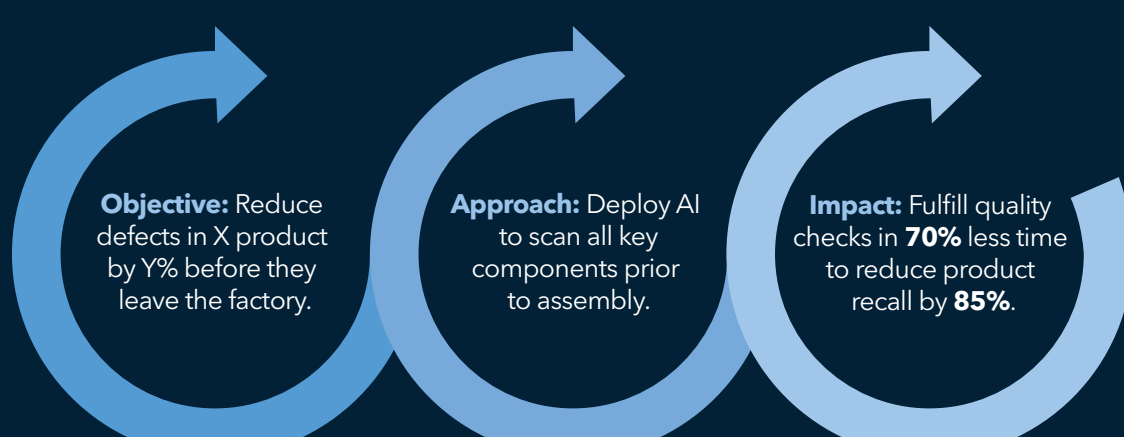 Objective: Reduce
defects in X product
by Y% before they
leave the factory.
Approach: Deploy AI
to scan all key
components prior
to assembly.
Impact: Fulfill quality
checks in 70% less time
to reduce product
recall by 85%.